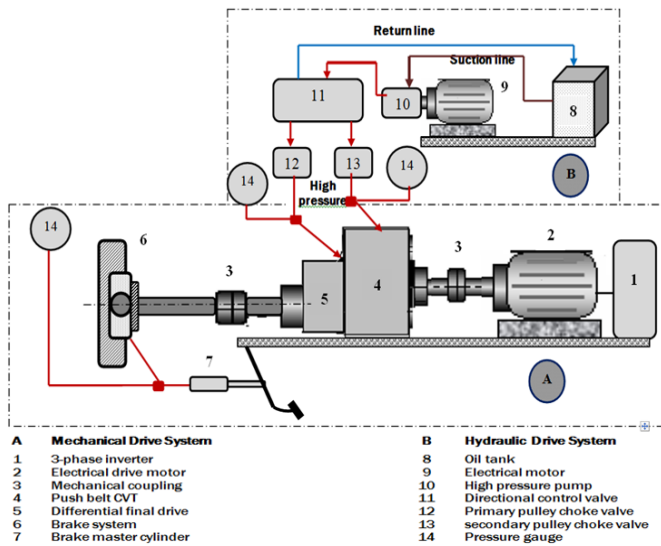 Return line
Suction line
9
11
10
8
12
13
14
14
High
pressure
B
14
6
3
3
2
5
4
1
7
A
A Mechanical Drive System
1 3-phase inverter
2 Electrical drive motor
3 Mechanical coupling
4 Push belt CVT
5 Differential final drive
6 Brake system
7 Brake master cylinder
B Hydraulic Drive System
8 Oil tank
9 Electrical motor
10 High pressure pump
11 Directional control valve
12 Primary pulley choke valve
13 secondary pulley choke valve
14 Pressure gauge